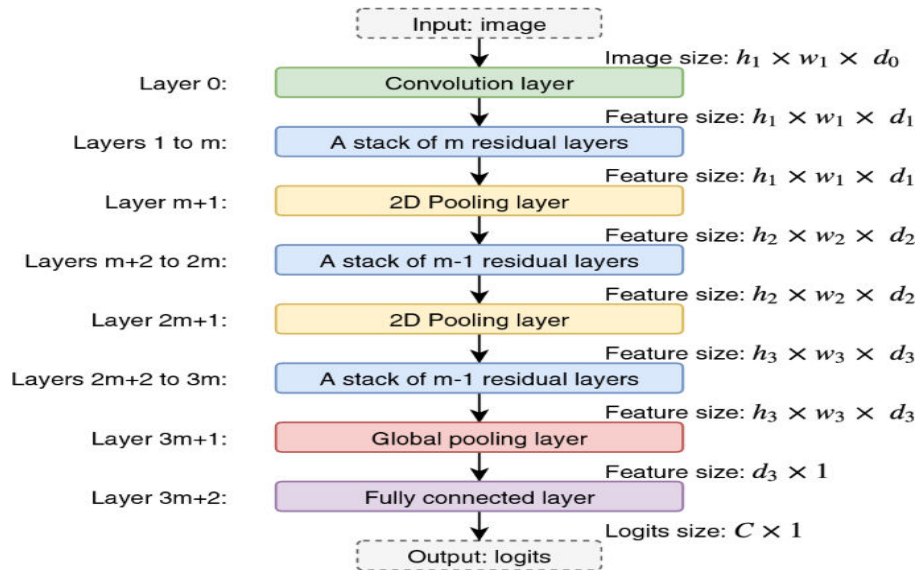 Input: image
Image size: h₁ × w₁ × d₀
Layer 0: Convolution layer
Feature size: h₁ × w₁ × d₁
Layers 1 to m: A stack of m residual layers
Feature size: h₁ × w₁ × d₁
Layer m+1: 2D Pooling layer
Feature size: h₂ × w₂ × d₂
Layers m+2 to 2m: A stack of m-1 residual layers
Feature size: h₂ × w₂ × d₂
Layer 2m+1: 2D Pooling layer
Feature size: h₃ × w₃ × d₃
Layers 2m+2 to 3m: A stack of m-1 residual layers
Feature size: h₃ × w₃ × d₃
Layer 3m+1: Global pooling layer
Feature size: d₃ × 1
Layer 3m+2: Fully connected layer
Logits size: C × 1
Output: logits